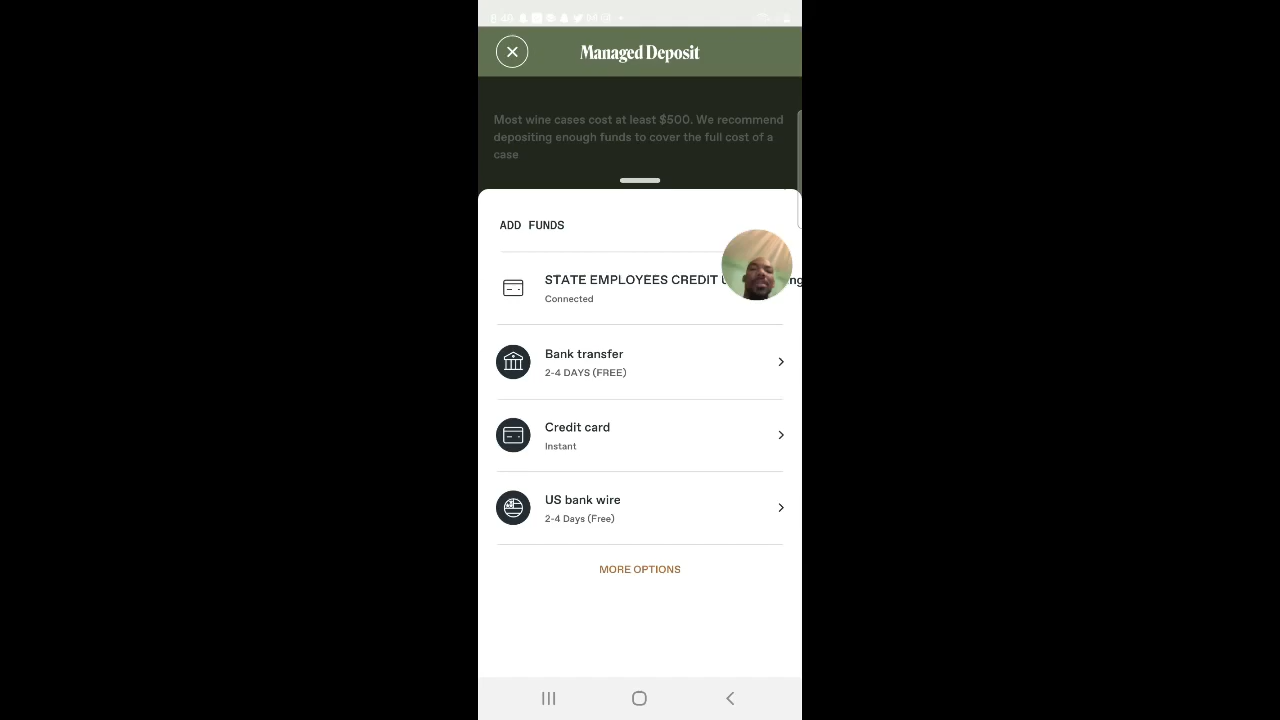 Managed Deposit
Most wine cases cost at least $500. We recommend
depositing enough funds to cover the full cost of a
case
ADD FUNDS
STATE EMPLOYEES CREDIT
Connected
Bank transfer
2-4 DAYS (FREE)
Credit card
Instant
US bank wire
2-4 Days (Free)
MORE OPTIONS